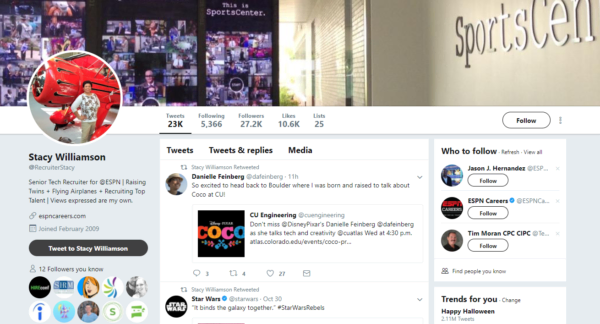 This is
SportsCenter.
SportsCen
Tweets Following Followers Likes Lists
23K 5,366 27.2K 10.6K 25
Follow
Stacy Williamson
@RecruiterStacy
Senior Tech Recruiter for @ESPN | Raising
Twins + Flying Airplanes + Recruiting Top
Talent | Views expressed are my own.
espncareers.com
Joined February 2009
Tweet to Stacy Williamson
12 Followers you know
HIREconf
SHRM
Tweets Tweets & replies Media
Stacy Williamson Retweeted
Danielle Feinberg @dafeinberg · 11h
So excited to head back to Boulder where I was born and raised to talk about
Coco at CU!
DISNEY·PIXAR
COCO
CU Engineering @cuengineering
Don't miss @DisneyPixar's Danielle Feinberg @dafeinberg
as she talks tech and creativity @cuatlas Wed at 4:30 p.m.
atlas.colorado.edu/events/coco-pr...
3 4 27
Stacy Williamson Retweeted
STAR WARS
Star Wars @starwars · Oct 30
"It binds the galaxy together." #StarWarsRebels
Who to follow · Refresh · View all
Jason J. Hernandez @ESP...
Follow
ESPN
CAREERS
ESPN Careers @ESPNCa...
Follow
Tim Moran CPC CIPC @Te...
Follow
Find people you know
Trends for you · Change
Happy Halloween
2.11M Tweets